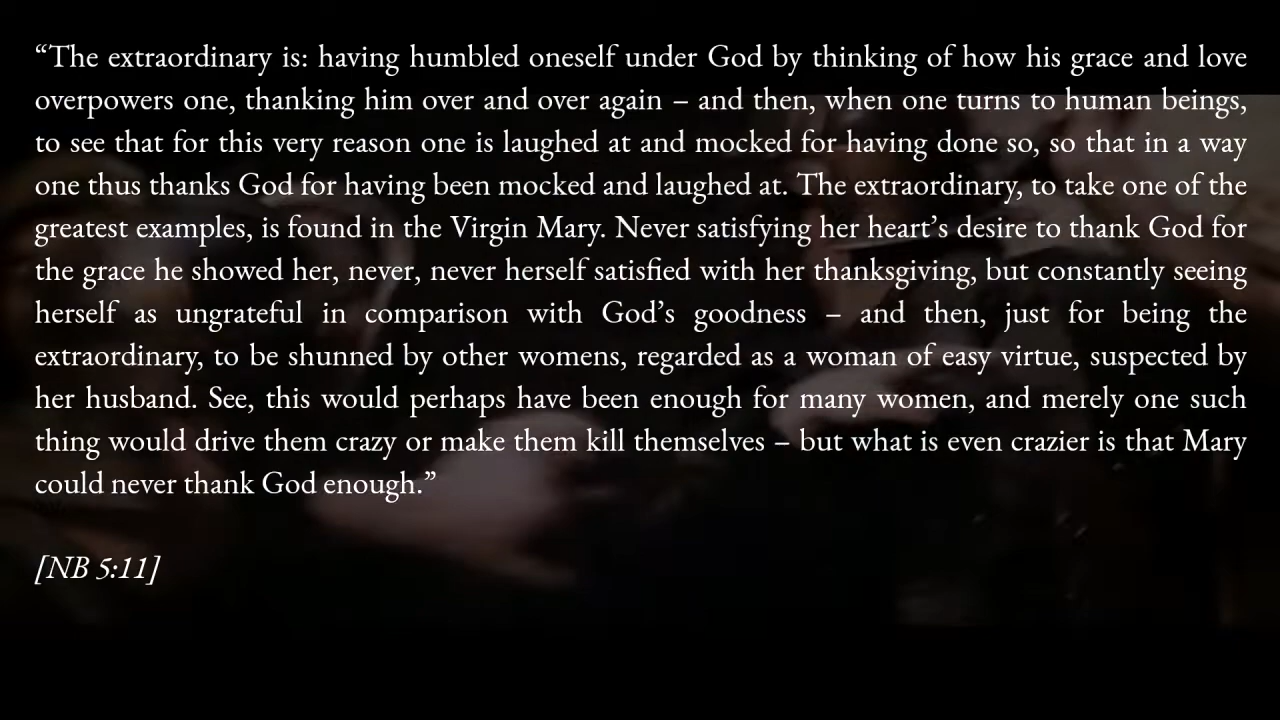 “The extraordinary is: having humbled oneself under God by thinking of how his grace and love
overpowers one, thanking him over and over again – and then, when one turns to human beings,
to see that for this very reason one is laughed at and mocked for having done so, so that in a way
one thus thanks God for having been mocked and laughed at. The extraordinary, to take one of the
greatest examples, is found in the Virgin Mary. Never satisfying her heart’s desire to thank God for
the grace he showed her, never, never herself satisfied with her thanksgiving, but constantly seeing
herself as ungrateful in comparison with God’s goodness – and then, just for being the
extraordinary, to be shunned by other womens, regarded as a woman of easy virtue, suspected by
her husband. See, this would perhaps have been enough for many women, and merely one such
thing would drive them crazy or make them kill themselves – but what is even crazier is that Mary
could never thank God enough.”
[NB 5:11]